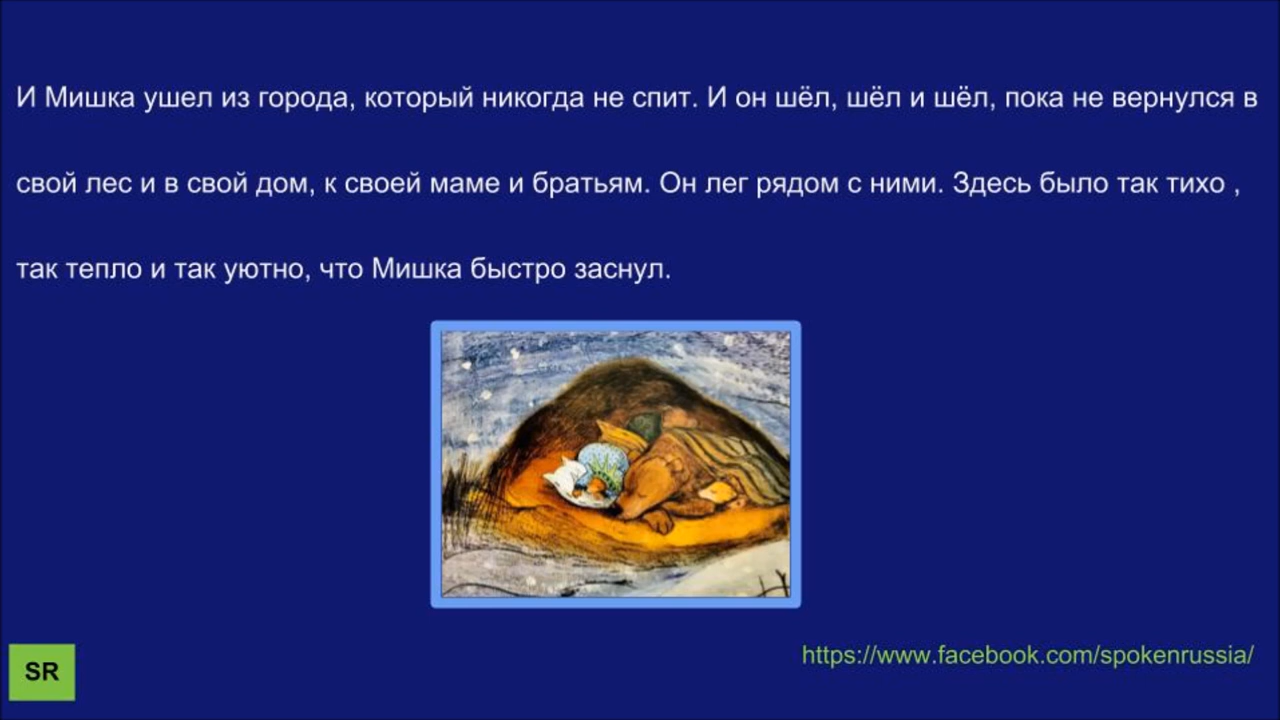 И Мишка ушел из города, который никогда не спит. И он шёл, шёл и шёл, пока не вернулся в
свой лес и в свой дом, к своей маме и братьям. Он лег рядом с ними. Здесь было так тихо ,
так тепло и так уютно, что Мишка быстро заснул.
SR
https://www.facebook.com/spokenrussia/